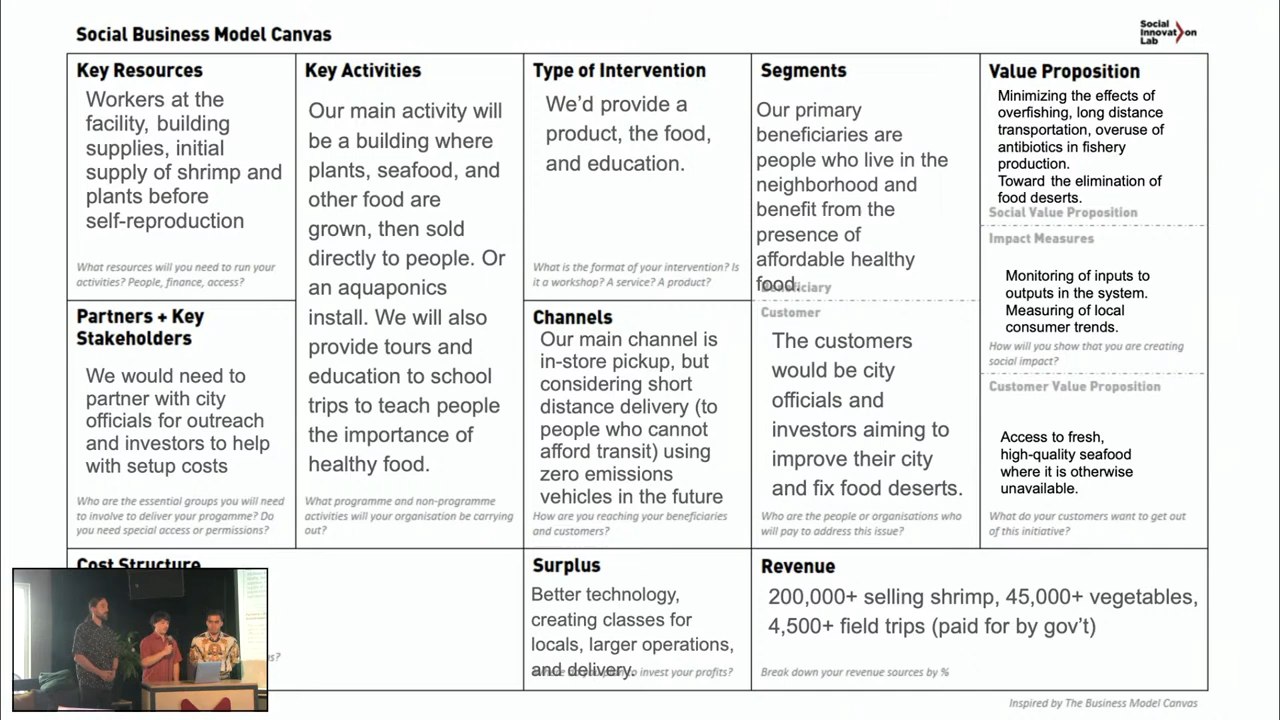 Social Business Model Canvas
Social
Innovat on
Lab
Key Resources
Workers at the
facility, building
supplies, initial
supply of shrimp and
plants before
self-reproduction
What resources will you need to run your
activities? People, finance, access?
Partners + Key
Stakeholders
We would need to
partner with city
officials for outreach
and investors to help
with setup costs
Who are the essential groups you will need
to involve to deliver your progamme? Do
you need special access or permissions?
Key Activities
Our main activity will
be a building where
plants, seafood, and
other food are
grown, then sold
directly to people. Or
an aquaponics
install. We will also
provide tours and
education to school
trips to teach people
the importance of
healthy food.
What programme and non-programme
activities will your organisation be carrying
out?
Type of Intervention
We'd provide a
product, the food,
and education.
What is the format of your intervention? Is
it a workshop? A service? A product?
Channels
Our main channel is
in-store pickup, but
considering short
distance delivery (to
people who cannot
afford transit) using
zero emissions
vehicles in the future
How are you reaching your beneficiaries
and customers?
Segments
Our primary
beneficiaries are
people who live in the
neighborhood and
benefit from the
presence of
affordable healthy
food.
Beneficiary
Customer
The customers
would be city
officials and
investors aiming to
improve their city
and fix food deserts.
Who are the people or organisations who
will pay to address this issue?
Value Proposition
Minimizing the effects of
overfishing, long distance
transportation, overuse of
antibiotics in fishery
production.
Toward the elimination of
food deserts.
Social Value Proposition
Impact Measures
Monitoring of inputs to
outputs in the system.
Measuring of local
consumer trends.
How will you show that you are creating
social impact?
Customer Value Proposition
Access to fresh,
high-quality seafood
where it is otherwise
unavailable.
What do your customers want to get out
of this initiative?
Cost Structure
Surplus
Better technology,
creating classes for
locals, larger operations,
and delivery.
to invest your profits?
Revenue
200,000+ selling shrimp, 45,000+ vegetables,
4,500+ field trips (paid for by gov't)
Break down your revenue sources by %
Inspired by The Business Model Canvas